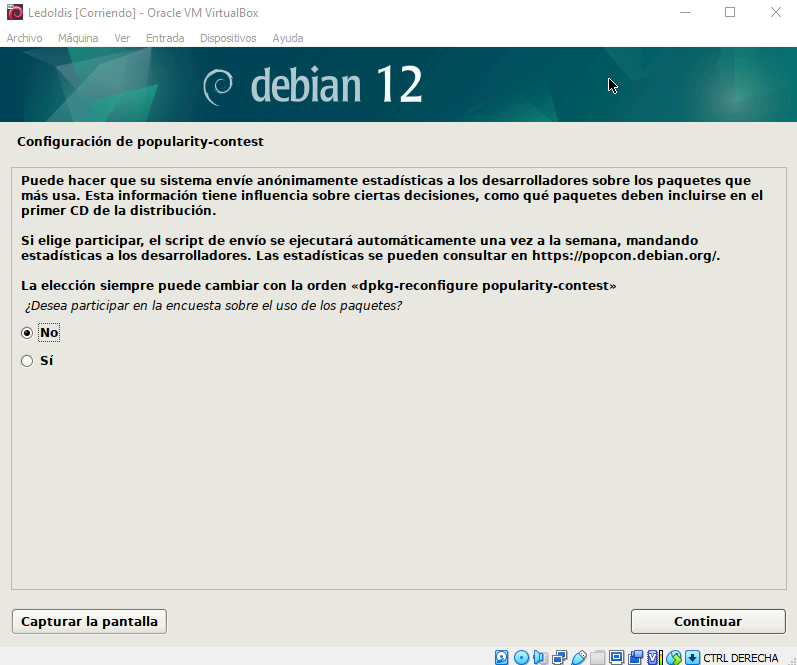 Ledoldis [Corriendo] - Oracle VM VirtualBox
Archivo Máquina Ver Entrada Dispositivos Ayuda
debian 12
Configuración de popularity-contest
Puede hacer que su sistema envíe anónimamente estadísticas a los desarrolladores sobre los paquetes que
más usa. Esta información tiene influencia sobre ciertas decisiones, como qué paquetes deben incluirse en el
primer CD de la distribución.
Si elige participar, el script de envío se ejecutará automáticamente una vez a la semana, mandando
estadísticas a los desarrolladores. Las estadísticas se pueden consultar en https://popcon.debian.org/.
La elección siempre puede cambiar con la orden «dpkg-reconfigure popularity-contest»
¿Desea participar en la encuesta sobre el uso de los paquetes?
No
Sí
Capturar la pantalla Continuar
CTRL DERECHA